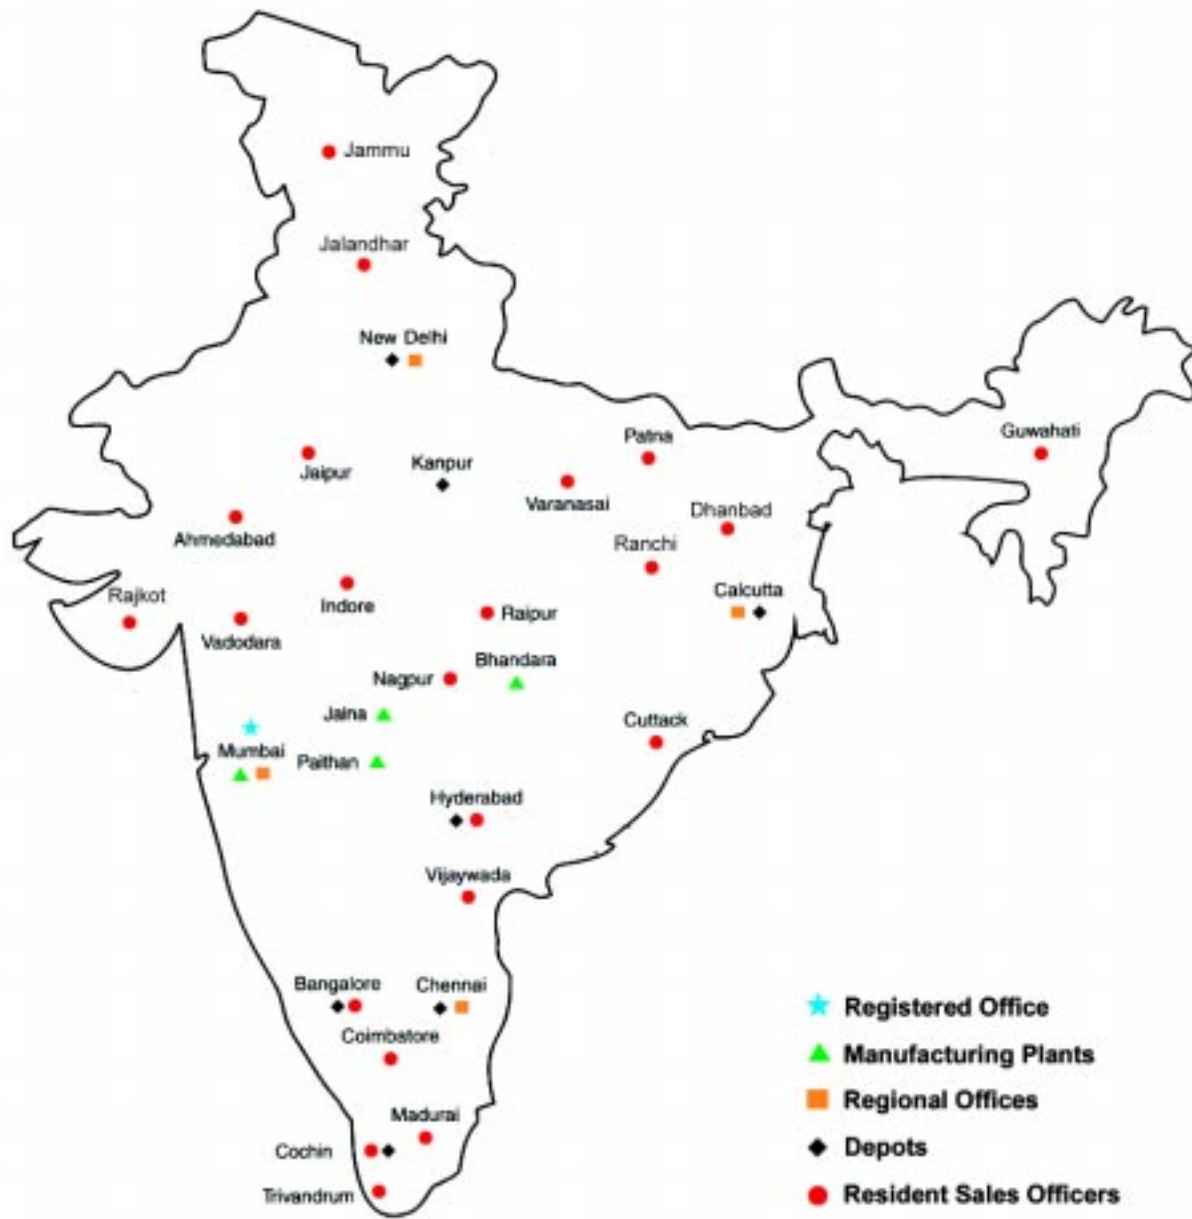 Jammu
Jalandhar
New Delhi
Jaipur
Kanpur
Patna
Guwahati
Varanasai
Ahmedabad
Dhanbad
Ranchi
Rajkot
Indore
Calcutta
Vadodara
Raipur
Bhandara
Nagpur
Jalna
Cuttack
Mumbai
Paithan
Hyderabad
Vijaywada
Bangalore
Chennai
Coimbatore
Madurai
Cochin
Trivandrum
Registered Office
Manufacturing Plants
Regional Offices
Depots
Resident Sales Officers